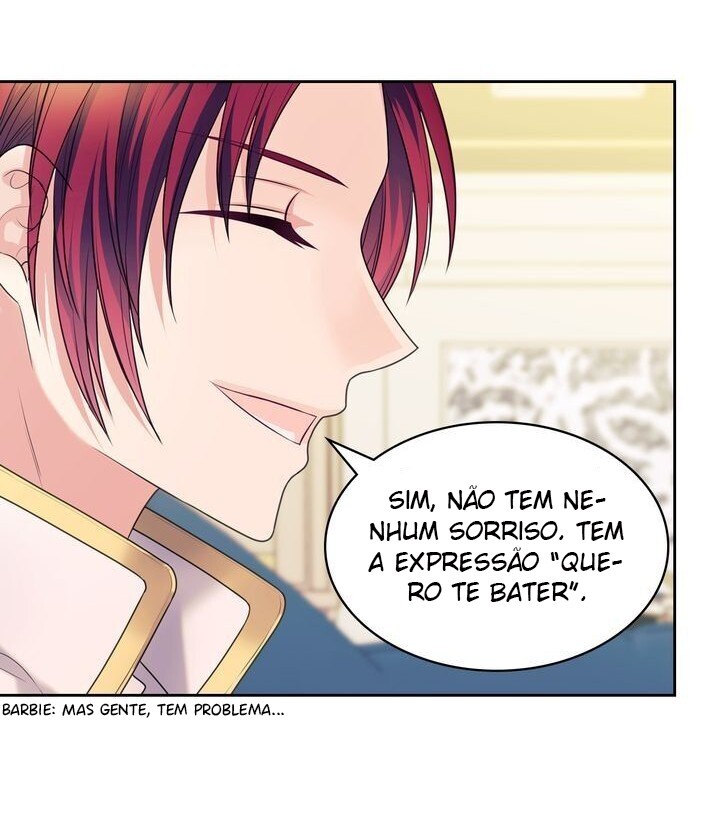 SIM, NÃO TEM NE-
NHUM SORRISO. TEM
A EXPRESSÃO "QUE-
RO TE BATER".
BARBIE: MAS GENTE, TEM PROBLEMA...